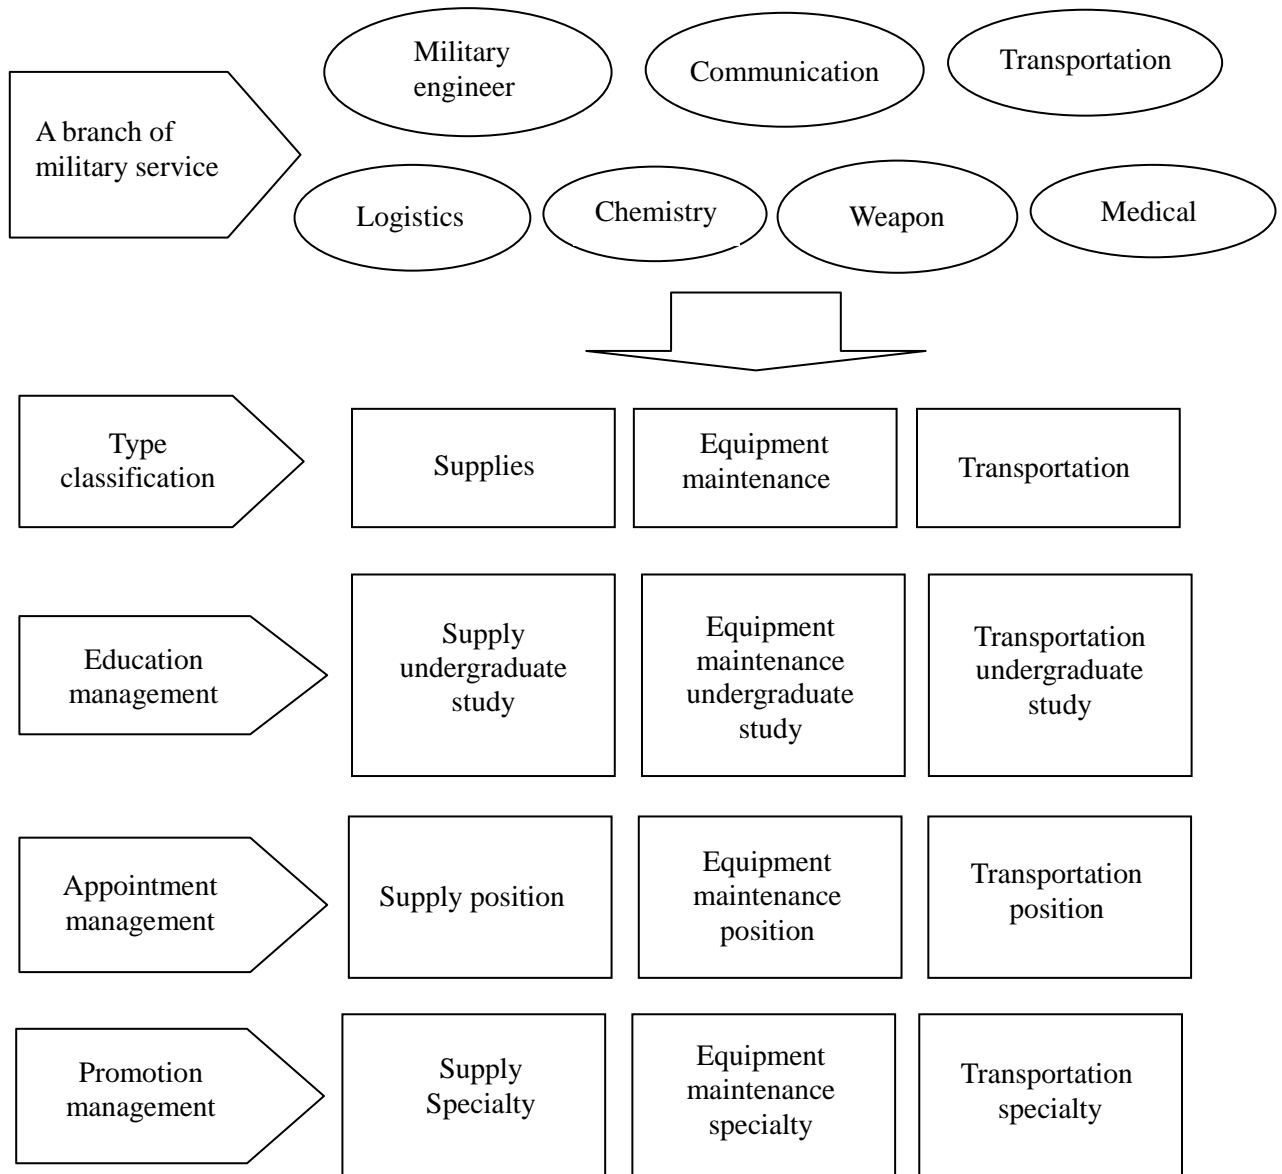 A branch of
military service
Military
engineer
Communication
Transportation
Logistics
Chemistry
Weapon
Medical
Type
classification
Supplies
Equipment
maintenance
Transportation
Education
management
Supply
undergraduate
study
Equipment
maintenance
undergraduate
study
Transportation
undergraduate
study
Appointment
management
Supply position
Equipment
maintenance
position
Transportation
position
Promotion
management
Supply
Specialty
Equipment
maintenance
specialty
Transportation
specialty